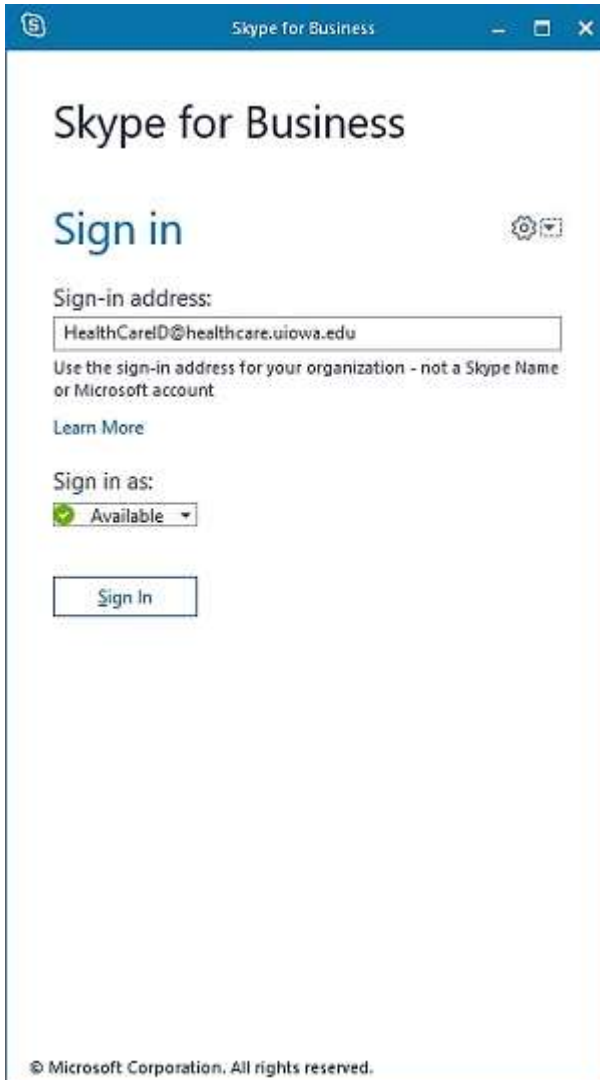 Skype for Business
Skype for Business
Sign in
Sign-in address:
HealthCareID@healthcare.uiowa.edu
Use the sign-in address for your organization - not a Skype Name
or Microsoft account
Learn More
Sign in as:
Available
Sign In
© Microsoft Corporation. All rights reserved.